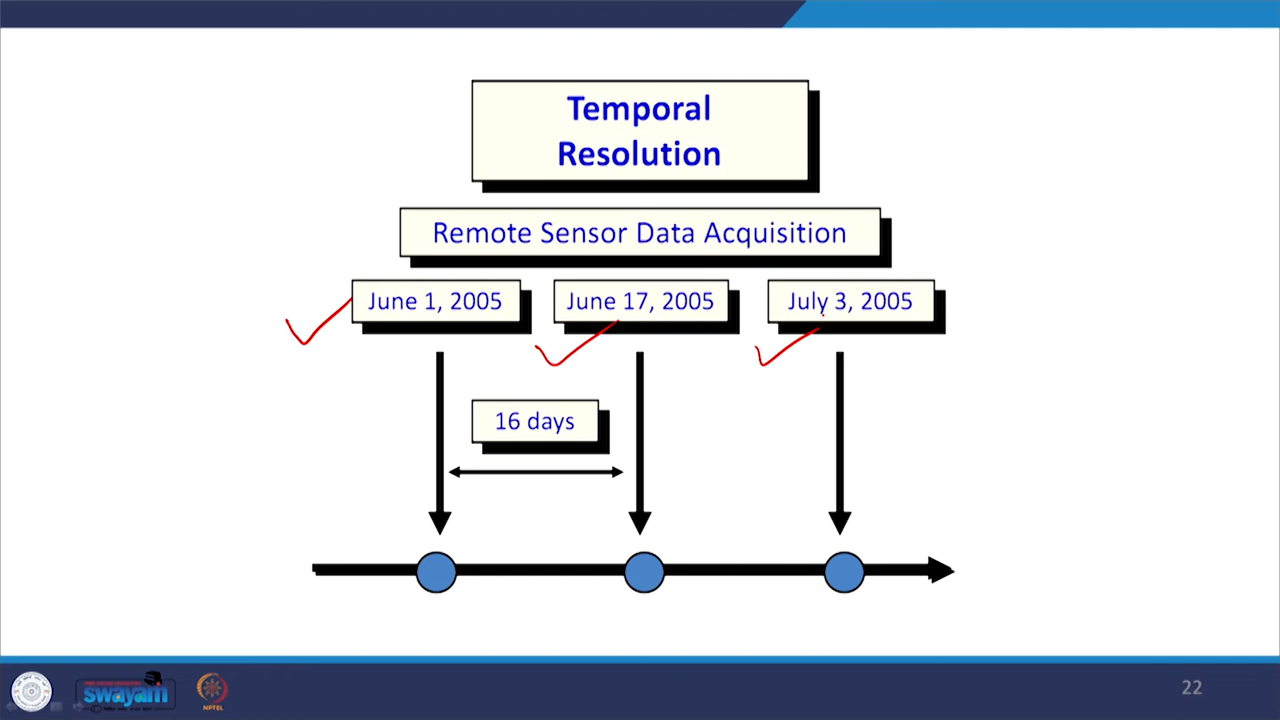 Temporal
Resolution
Remote Sensor Data Acquisition
June 1, 2005
June 17, 2005
July 3, 2005
16 days
swayam
NPTEL
22